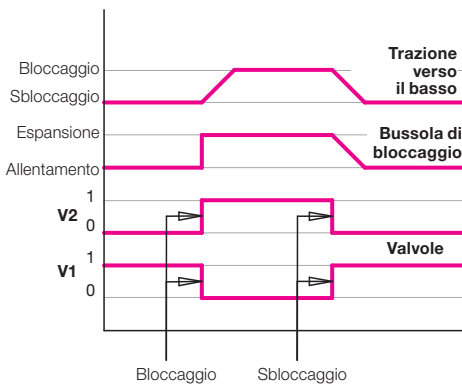 Trazione
verso
il basso
Bloccaggio
Sbloccaggio
Espansione
Bussola di
bloccaggio
Allentamento
1
V2
0
Valvole
1
V1
0
Bloccaggio Sbloccaggio